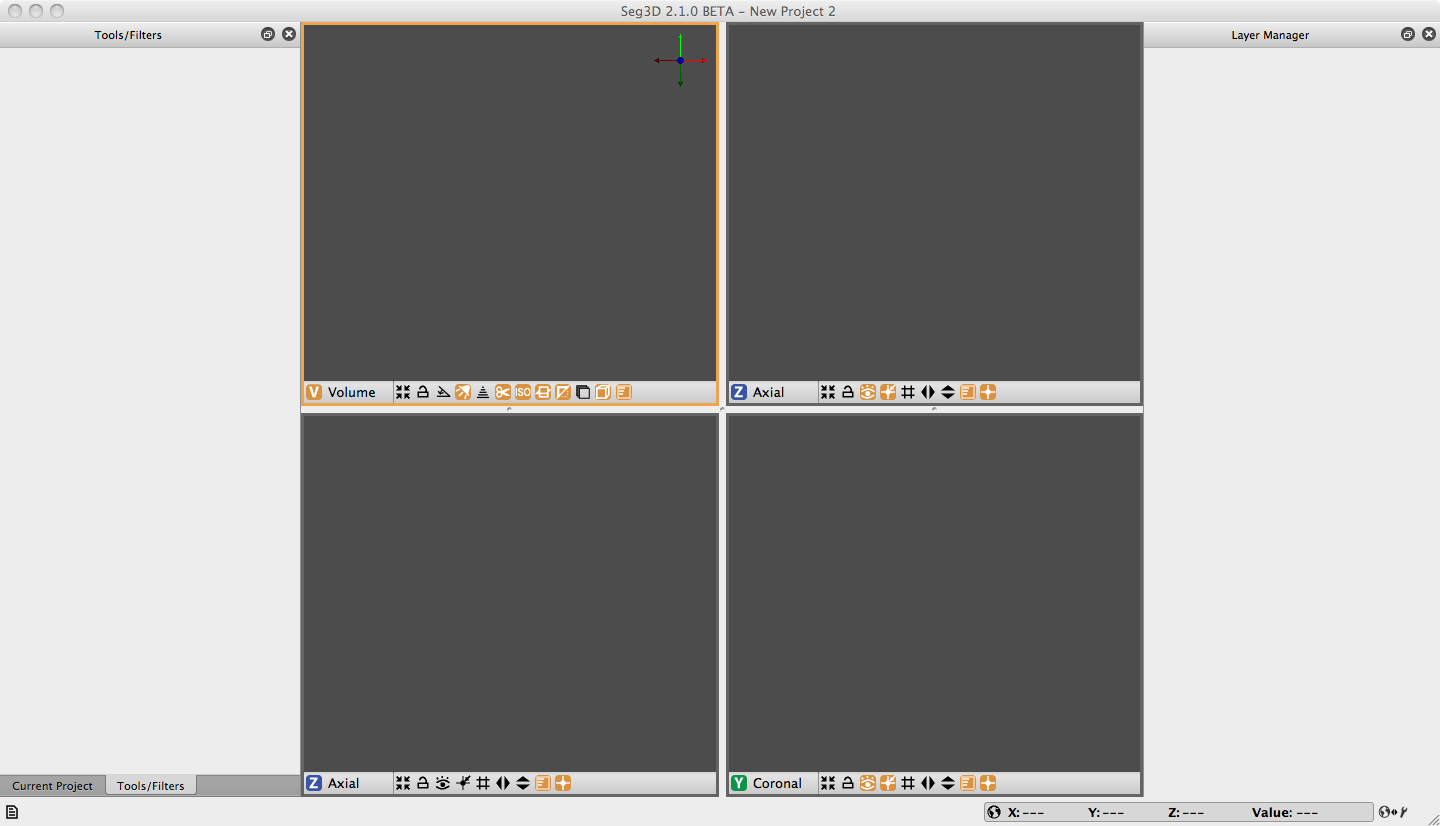 Seg3D 2.1.0 BETA - New Project 2
Tools/Filters
Layer Manager
V Volume ISO
Z Axial
Z Axial
Y Coronal
Current Project Tools/Filters
X: --- Y: --- Z: --- Value: ---